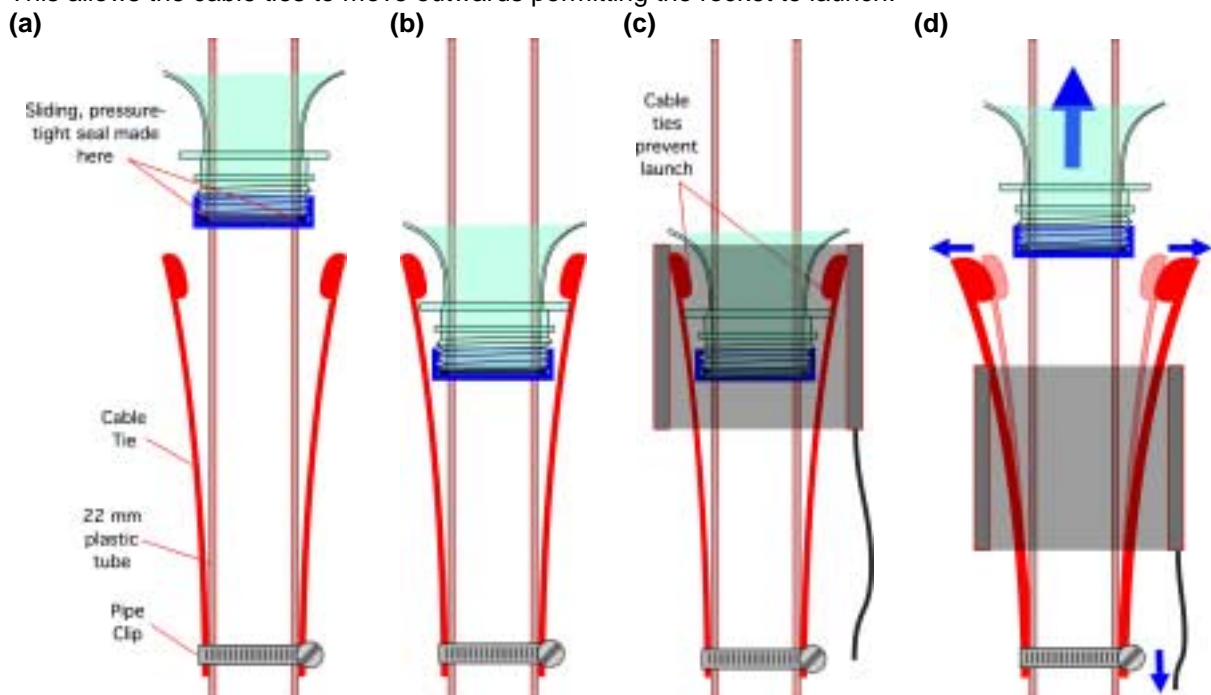 This allows the cable ties to move outwards permitting the rocket to launch.
(a) (b) (c) (d)
Sliding, pressure-
tight seal made
here
Cable
Tie
22 mm
plastic
tube
Pipe
Clip
Cable
ties
prevent
launch